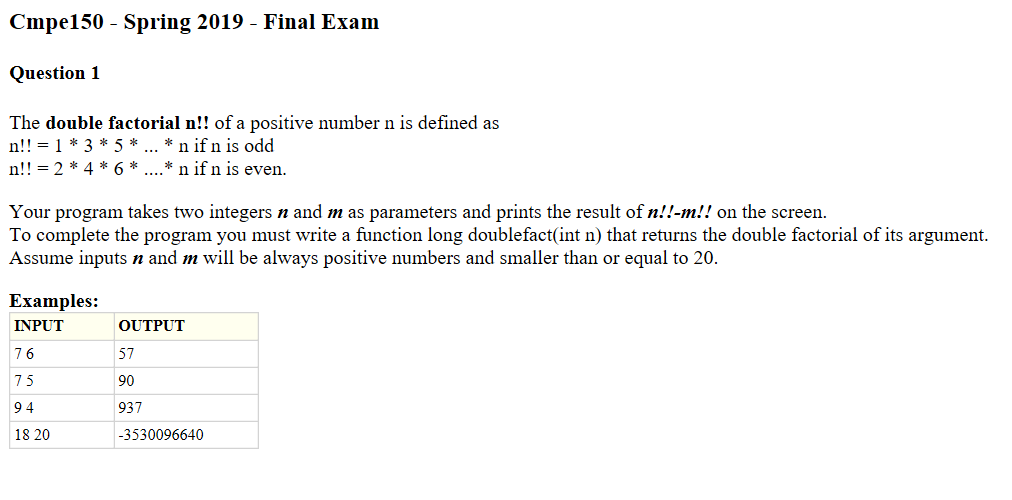 Cmpe150 - Spring 2019 - Final Exam
Question 1
The double factorial n!! of a positive number n is defined as
n!! = 1 * 3 * 5 * ... * n if n is odd
n!! = 2 * 4 * 6 * ....* n if n is even.
Your program takes two integers n and m as parameters and prints the result of n!!-m!! on the screen.
To complete the program you must write a function long doublefact(int n) that returns the double factorial of its argument.
Assume inputs n and m will be always positive numbers and smaller than or equal to 20.
Examples:
INPUT OUTPUT
7 6 57
7 5 90
9 4 937
18 20 -3530096640